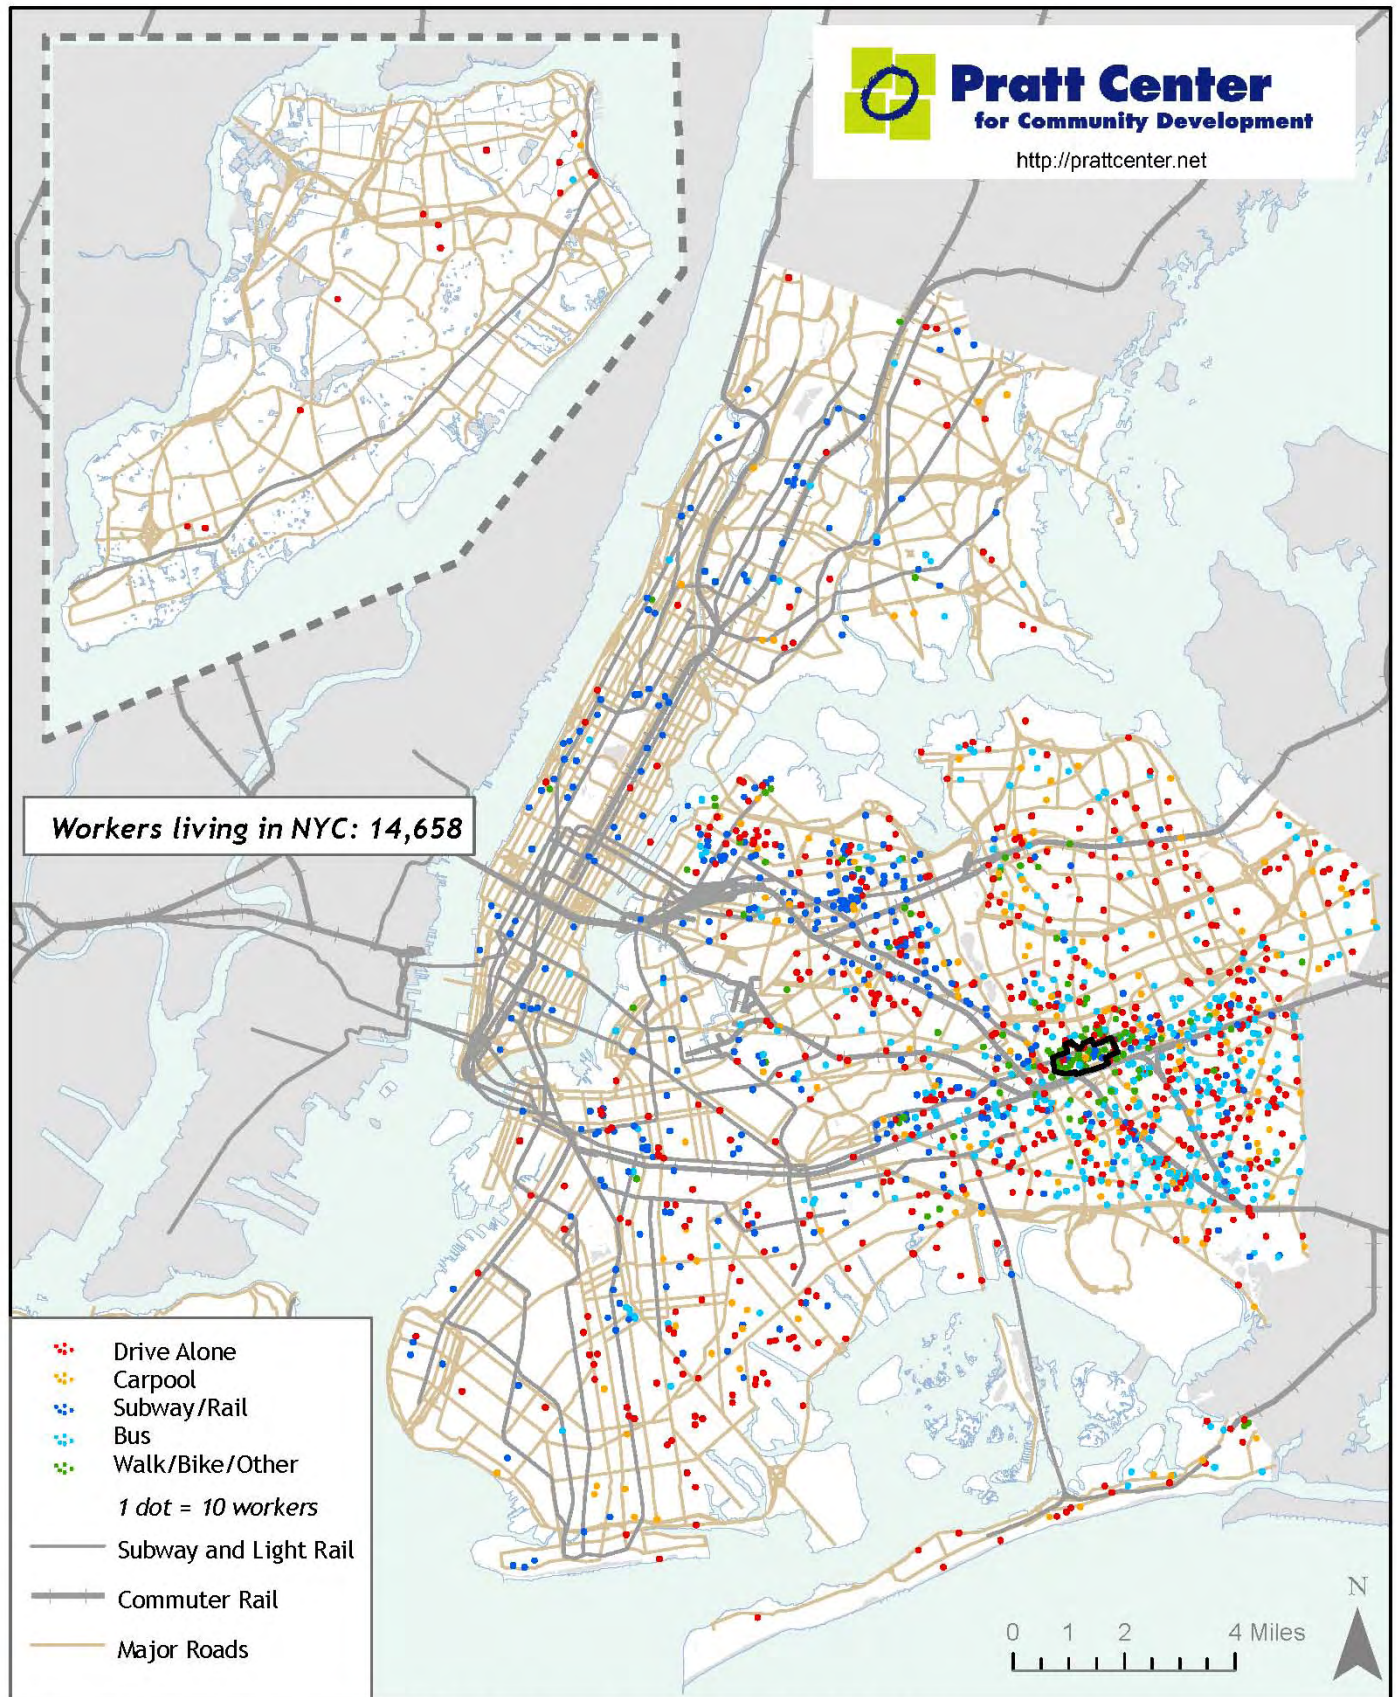 Pratt Center
for Community Development
http://prattcenter.net
Workers living in NYC: 14,658
Drive Alone
Carpool
Subway/Rail
Bus
Walk/Bike/Other
1 dot = 10 workers
Subway and Light Rail
Commuter Rail
Major Roads
N
0 1 2 4 Miles